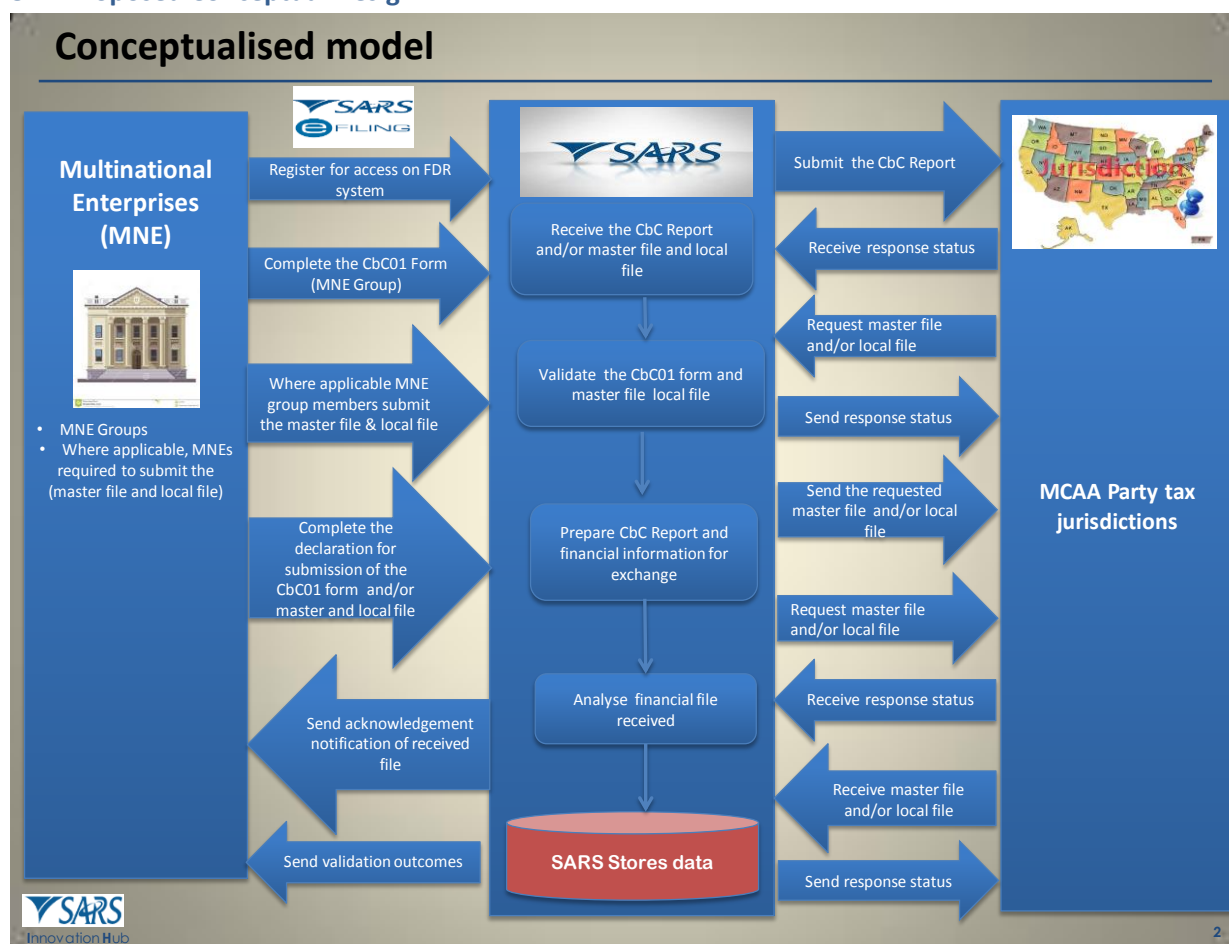 Conceptualised model
SARS
e FILING
Multinational
Enterprises
(MNE)
• MNE Groups
• Where applicable, MNEs
required to submit the
(master file and local file)
Register for access on FDR
system
Complete the CbC01 Form
(MNE Group)
Where applicable MNE
group members submit
the master file & local file
Complete the
declaration for
submission of the
CbC01 form and/or
master and local file
Send acknowledgement
notification of received
file
Send validation outcomes
SARS
Receive the CbC Report
and/or master file and local
file
Validate the CbC01 form and
master file local file
Prepare CbC Report and
financial information for
exchange
Analyse financial file
received
SARS Stores data
Submit the CbC Report
Receive response status
Request master file
and/or local file
Send response status
Send the requested
master file and/or local
file
Request master file
and/or local file
Receive response status
Receive master file
and/or local file
Send response status
Jurisdiction
MCAA Party tax
jurisdictions
SARS
Innovation Hub
2